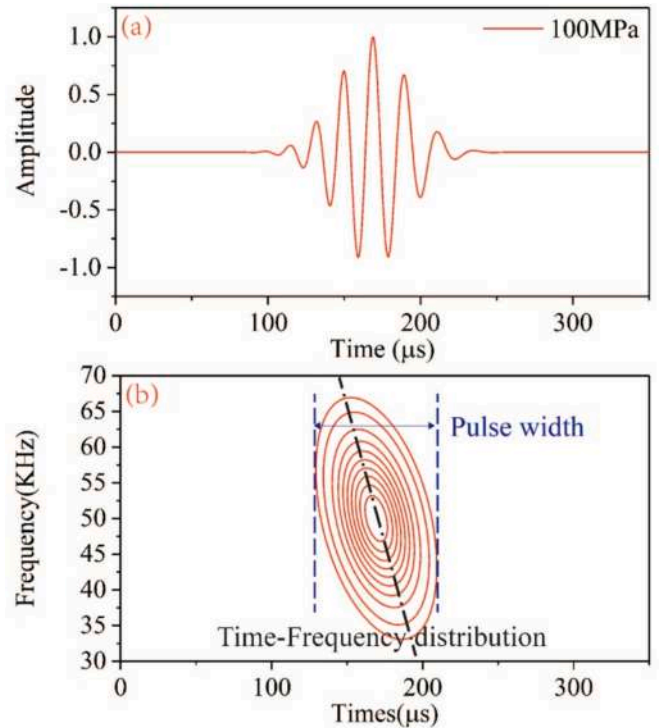 (a)
100MPa
1.0
0.5
0.0
-0.5
-1.0
Amplitude
0
100
200
300
Time (μs)
(b)
70
65
60
55
50
45
40
35
30
Frequency(KHz)
Pulse width
Time-Frequency distribution
0
100
200
300
Times(μs)